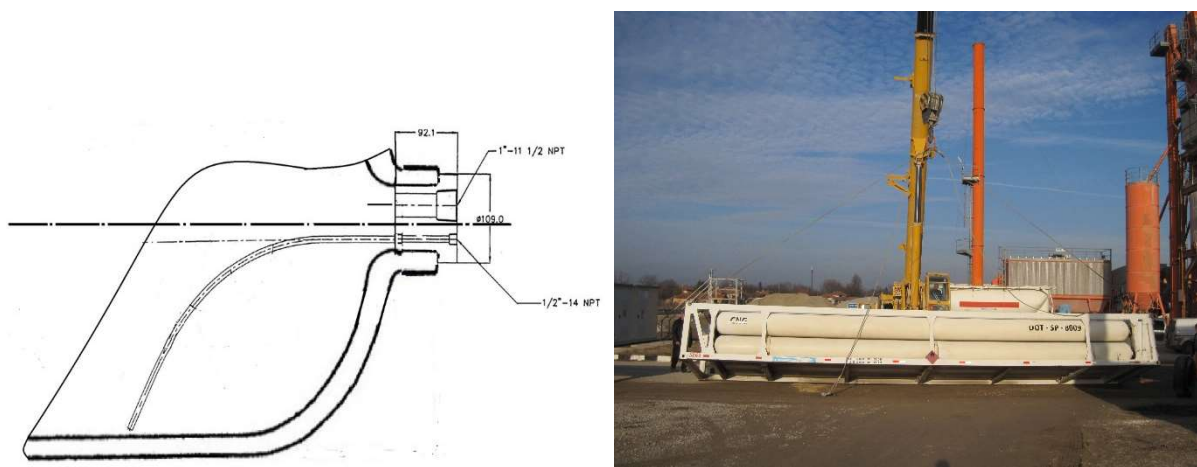 92.1
1"-11 1/2 NPT
ø109.0
1/2"-14 NPT
CNG
DOT - SP - 8009